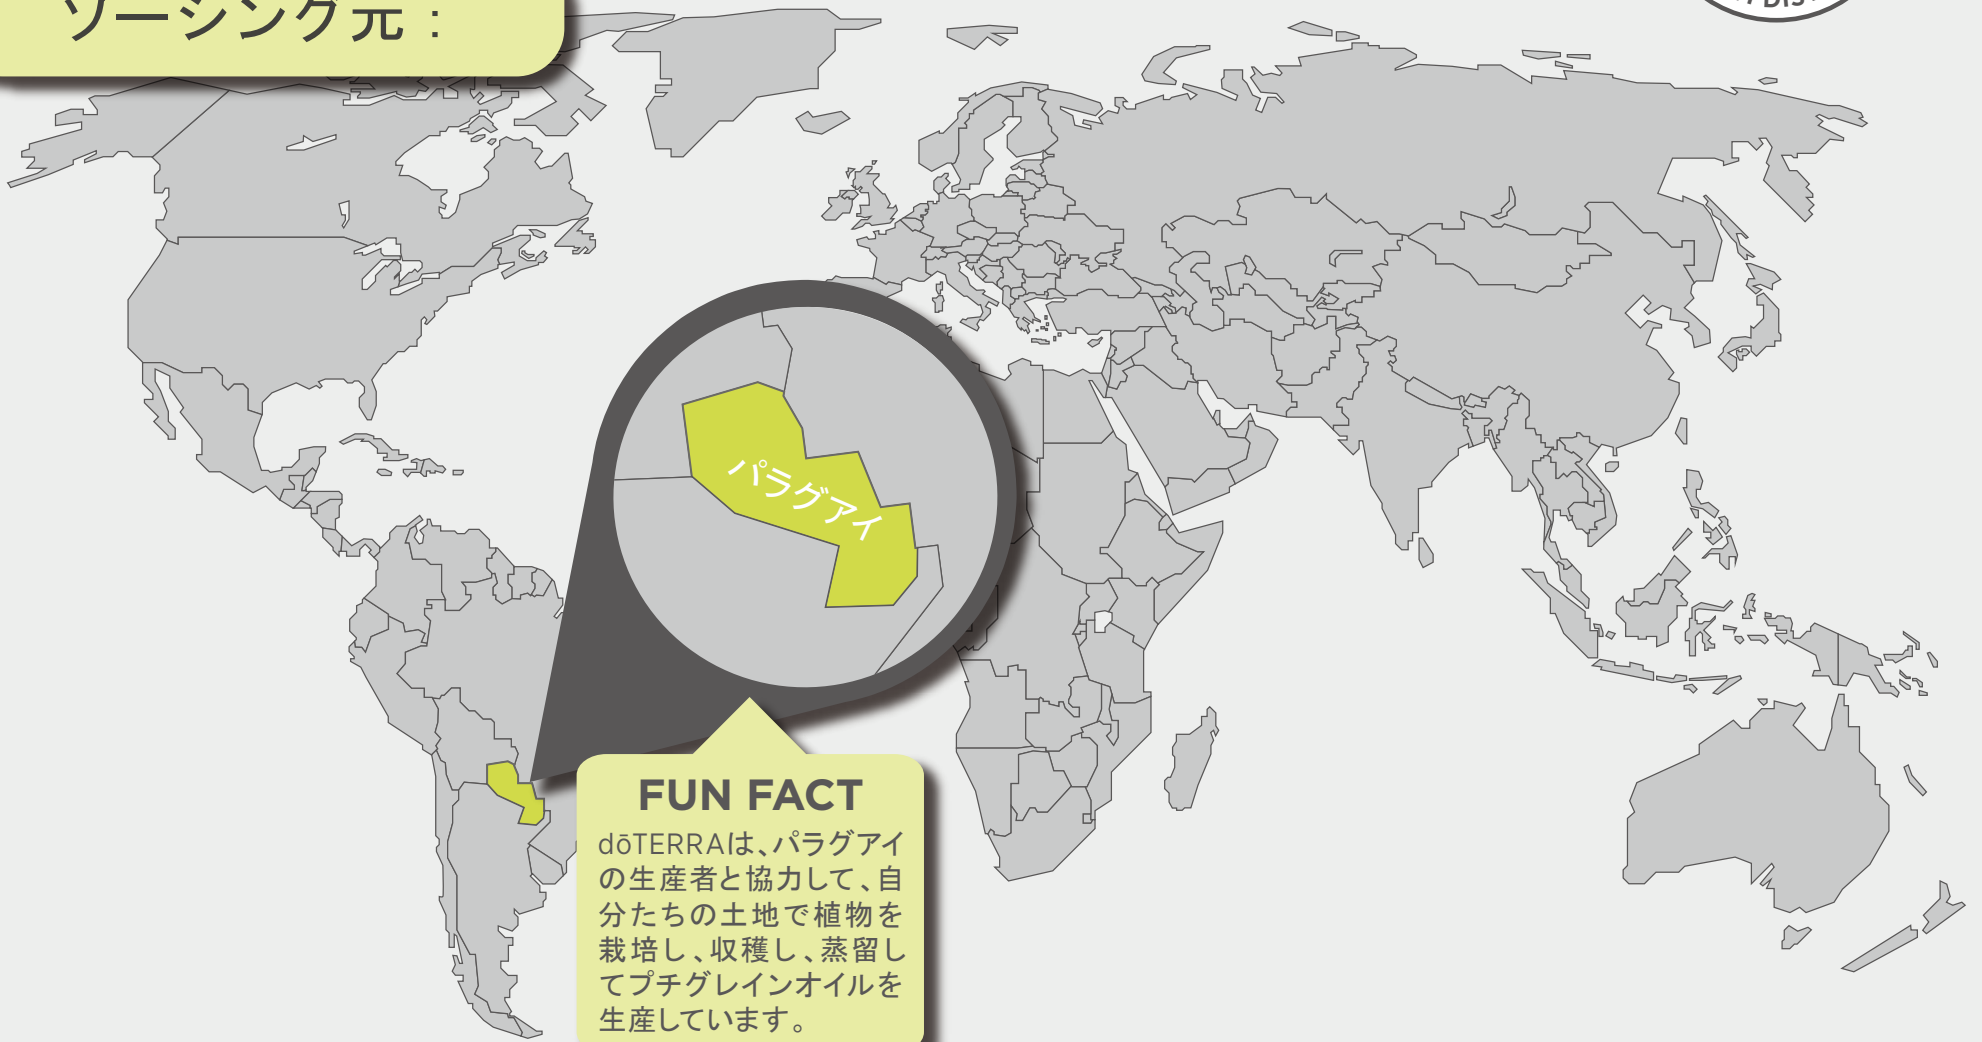 ソーシング元：
パラグアイ
FUN FACT
dōTERRAは、パラグアイ
の生産者と協力して、自
分たちの土地で植物を
栽培し、収穫し、蒸留し
てプチグレインオイルを
生産しています。